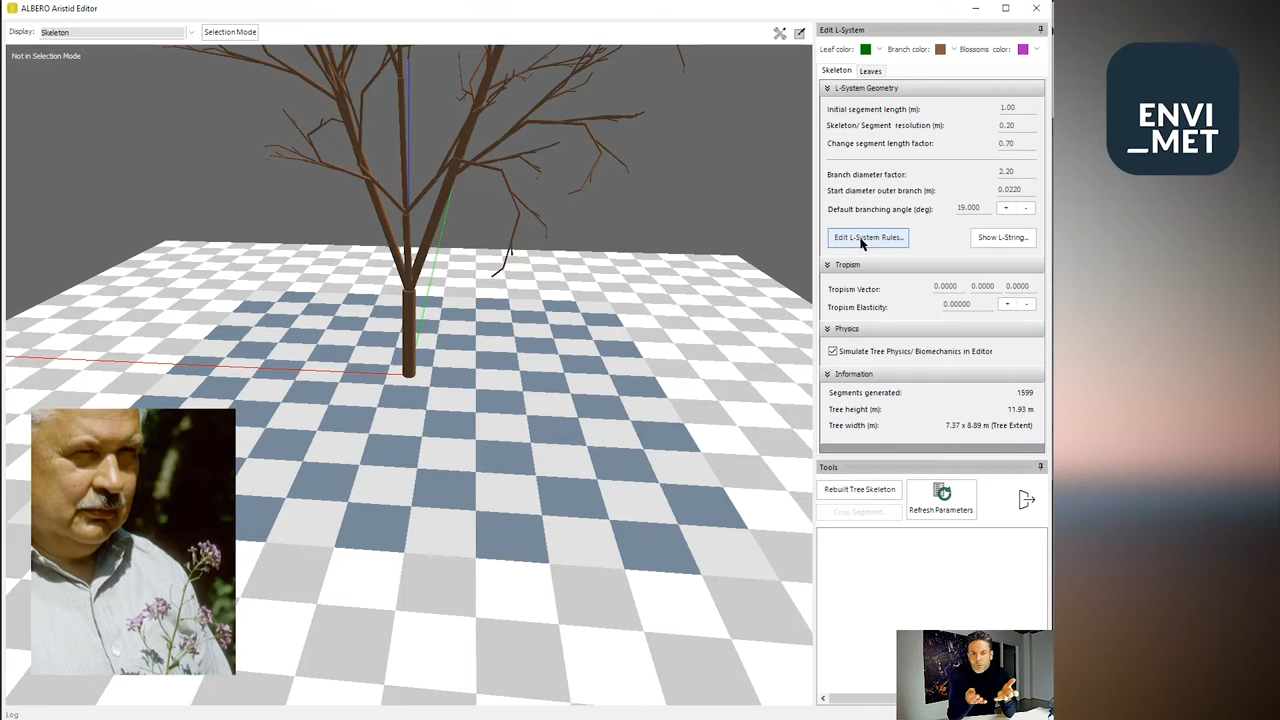 ALBERO Aristid Editor
Display: Skeleton Selection Mode
Not in Selection Mode
Edit L-System
Leaf color: Branch color: Blossoms color:
Skeleton Leaves
L-System Geometry
Initial segement length (m): 1.00
Skeleton/ Segment resolution (m): 0.20
Change segment length factor: 0.70
Branch diameter factor: 2.20
Start diameter outer branch (m): 0.0220
Default branching angle (deg): 19.000 + -
Edit L-System Rules... Show L-String...
Tropism
Tropism Vector: 0.0000 0.0000 0.0000
Tropism Elasticity: 0.00000 + -
Physics
Simulate Tree Physics/ Biomechanics in Editor
Information
Segments generated: 1599
Tree height (m): 11.93 m
Tree width (m): 7.37 x 8.89 m (Tree Extent)
Tools
Rebuilt Tree Skeleton
Crop Segment...
Refresh Parameters
Log
ENVI
_MET